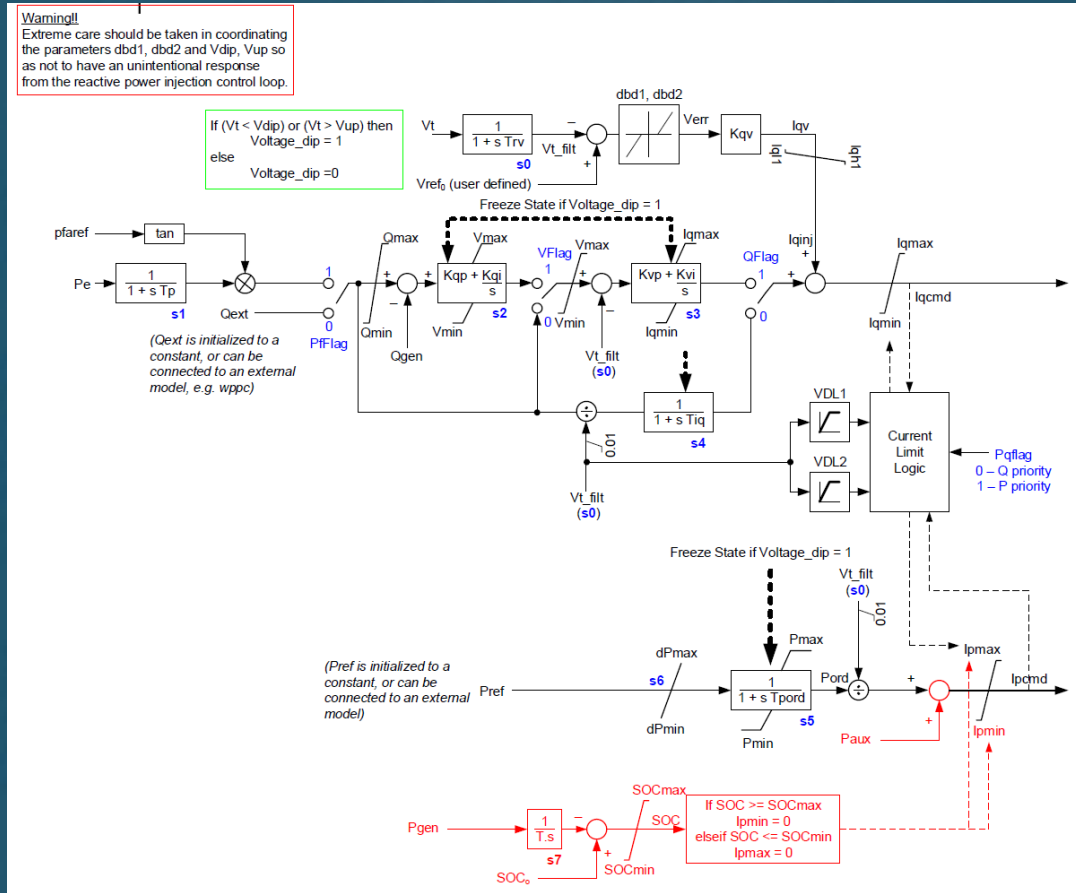 Warning!!
Extreme care should be taken in coordinating
the parameters dbd1, dbd2 and Vdip, Vup so
as not to have an unintentional response
from the reactive power injection control loop.
If (Vt < Vdip) or (Vt > Vup) then
Voltage_dip = 1
else
Voltage_dip =0
dbd1, dbd2
Vt
1
1 + s Trv
s0
Vt_filt
−
+
Verr
Kqv
Iqv
Iql1
Iqh1
Vref0 (user defined)
Freeze State if Voltage_dip = 1
pfaref
tan
Pe
1
1 + s Tp
s1
Qext
1
0
PfFlag
(Qext is initialized to a
constant, or can be
connected to an external
model, e.g. wppc)
Qmax
Qmin
+
−
Qgen
+
Vmax
Kqp + Kqi
s
s2
Vmin
VFlag
1
0
Vmax
Vmin
+
−
Vt_filt
(s0)
Iqmax
Kvp + Kvi
s
s3
Iqmin
QFlag
1
0
Iqinj
+
+
Iqmax
Iqmin
Iqcmd
1
1 + s Tiq
s4
÷
0.01
Vt_filt
(s0)
VDL1
VDL2
Current
Limit
Logic
Pqflag
0 – Q priority
1 – P priority
Freeze State if Voltage_dip = 1
Vt_filt
(s0)
0.01
(Pref is initialized to a
constant, or can be
connected to an external
model)
Pref
s6
dPmax
dPmin
Pmax
1
1 + s Tpord
s5
Pmin
Pord
÷
+
+
Paux
Ipmax
Ipcmd
Ipmin
Pgen
1
T.s
s7
−
+
SOCo
SOCmax
SOC
SOCmin
If SOC >= SOCmax
Ipmin = 0
elseif SOC <= SOCmin
Ipmax = 0